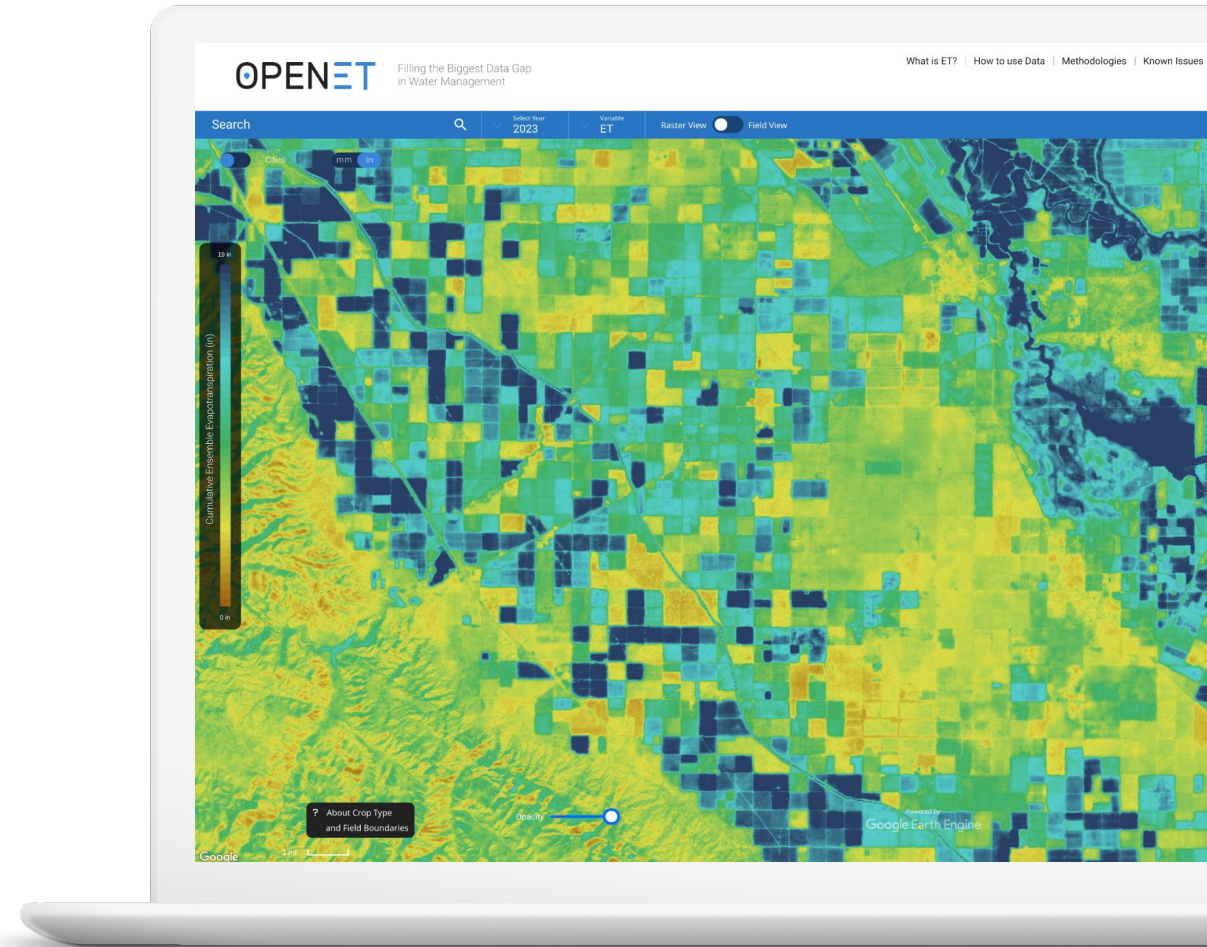 OPENET
Filling the Biggest Data Gap
in Water Management
What is ET? | How to use Data | Methodologies | Known Issues
Search
Select Year
2023
Variable
ET
Raster View
Field View
Cities
mm
in
19 in
Cumulative Ensemble Evapotranspiration (in)
0 in
? About Crop Type
and Field Boundaries
Opacity
Powered by
Google Earth Engine
Google
1 mi